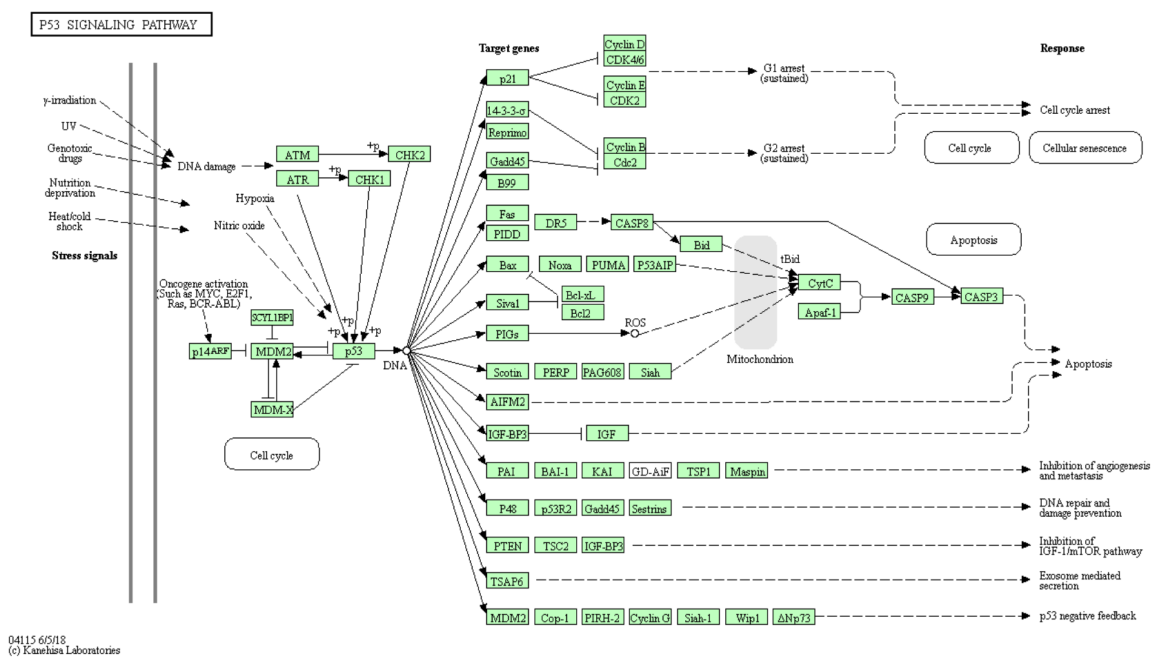 P53 SIGNALING PATHWAY
Target genes
Response
γ-irradiation
UV
Genotoxic
drugs
Nutrition
deprivation
Heat/cold
shock
Stress signals
DNA damage
ATM
+p
CHK2
ATR
+p
CHK1
Hypoxia
Nitric oxide
Oncogene activation
(Such as MYC, E2F1,
Ras, BCR-ABL)
SCYL1BP1
+p
+p
+p
p14ARF
MDM2
p53
DNA
MDM-X
Cell cycle
p21
Cyclin D
CDK4/6
Cyclin E
CDK2
G1 arrest
(sustained)
14-3-3-σ
Reprimo
Gadd45
B99
Cyclin B
Cdc2
G2 arrest
(sustained)
Cell cycle arrest
Cell cycle
Cellular senescence
Fas
PIDD
DR5
CASP8
Bid
tBid
Apoptosis
Bax
Noxa
PUMA
P53AIP
CytC
Siva1
Bcl-xL
Bcl2
Apaf-1
CASP9
CASP3
PIGs
ROS
Mitochondrion
Scotin
PERP
PAG608
Siah
Apoptosis
AIFM2
IGF-BP3
IGF
PAI
BAI-1
KAI
GD-AiF
TSP1
Maspin
Inhibition of angiogenesis
and metastasis
P48
p53R2
Gadd45
Sestrins
DNA repair and
damage prevention
PTEN
TSC2
IGF-BP3
Inhibition of
IGF-1/mTOR pathway
TSAP6
Exosome mediated
secretion
MDM2
Cop-1
PIRH-2
Cyclin G
Siah-1
Wip1
ΔNp73
p53 negative feedback
04115 6/5/18
(c) Kanehisa Laboratories